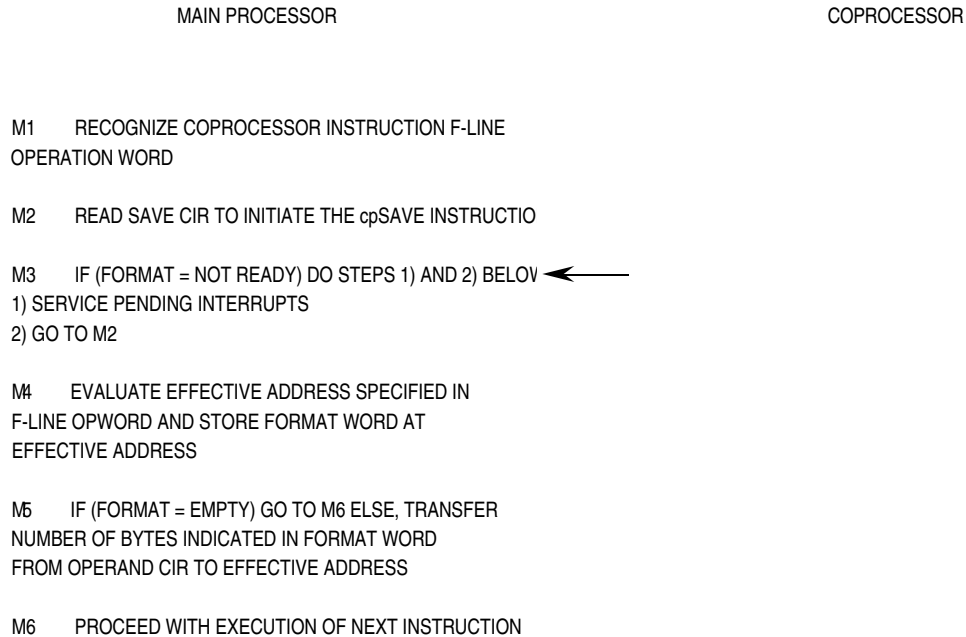 MAIN PROCESSOR COPROCESSOR
M1 RECOGNIZE COPROCESSOR INSTRUCTION F-LINE
OPERATION WORD
M2 READ SAVE CIR TO INITIATE THE cpSAVE INSTRUCTIO
M3 IF (FORMAT = NOT READY) DO STEPS 1) AND 2) BELOW
1) SERVICE PENDING INTERRUPTS
2) GO TO M2
M4 EVALUATE EFFECTIVE ADDRESS SPECIFIED IN
F-LINE OPWORD AND STORE FORMAT WORD AT
EFFECTIVE ADDRESS
M5 IF (FORMAT = EMPTY) GO TO M6 ELSE, TRANSFER
NUMBER OF BYTES INDICATED IN FORMAT WORD
FROM OPERAND CIR TO EFFECTIVE ADDRESS
M6 PROCEED WITH EXECUTION OF NEXT INSTRUCTION